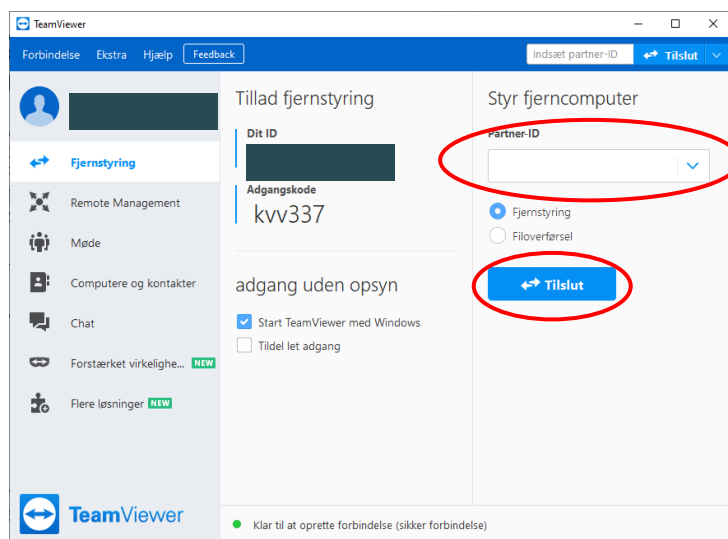 TeamViewer
Forbindelse Ekstra Hjælp Feedback
Indsæt partner-ID Tilslut
Fjernstyring
Remote Management
Møde
Computere og kontakter
Chat
Forstærket virkelighe... NEW
Flere løsninger NEW
TeamViewer
Tillad fjernstyring
Dit ID
Adgangskode
kvv337
adgang uden opsyn
Start TeamViewer med Windows
Tildel let adgang
Styr fjerncomputer
Partner-ID
Fjernstyring
Filoverførsel
Tilslut
Klar til at oprette forbindelse (sikker forbindelse)